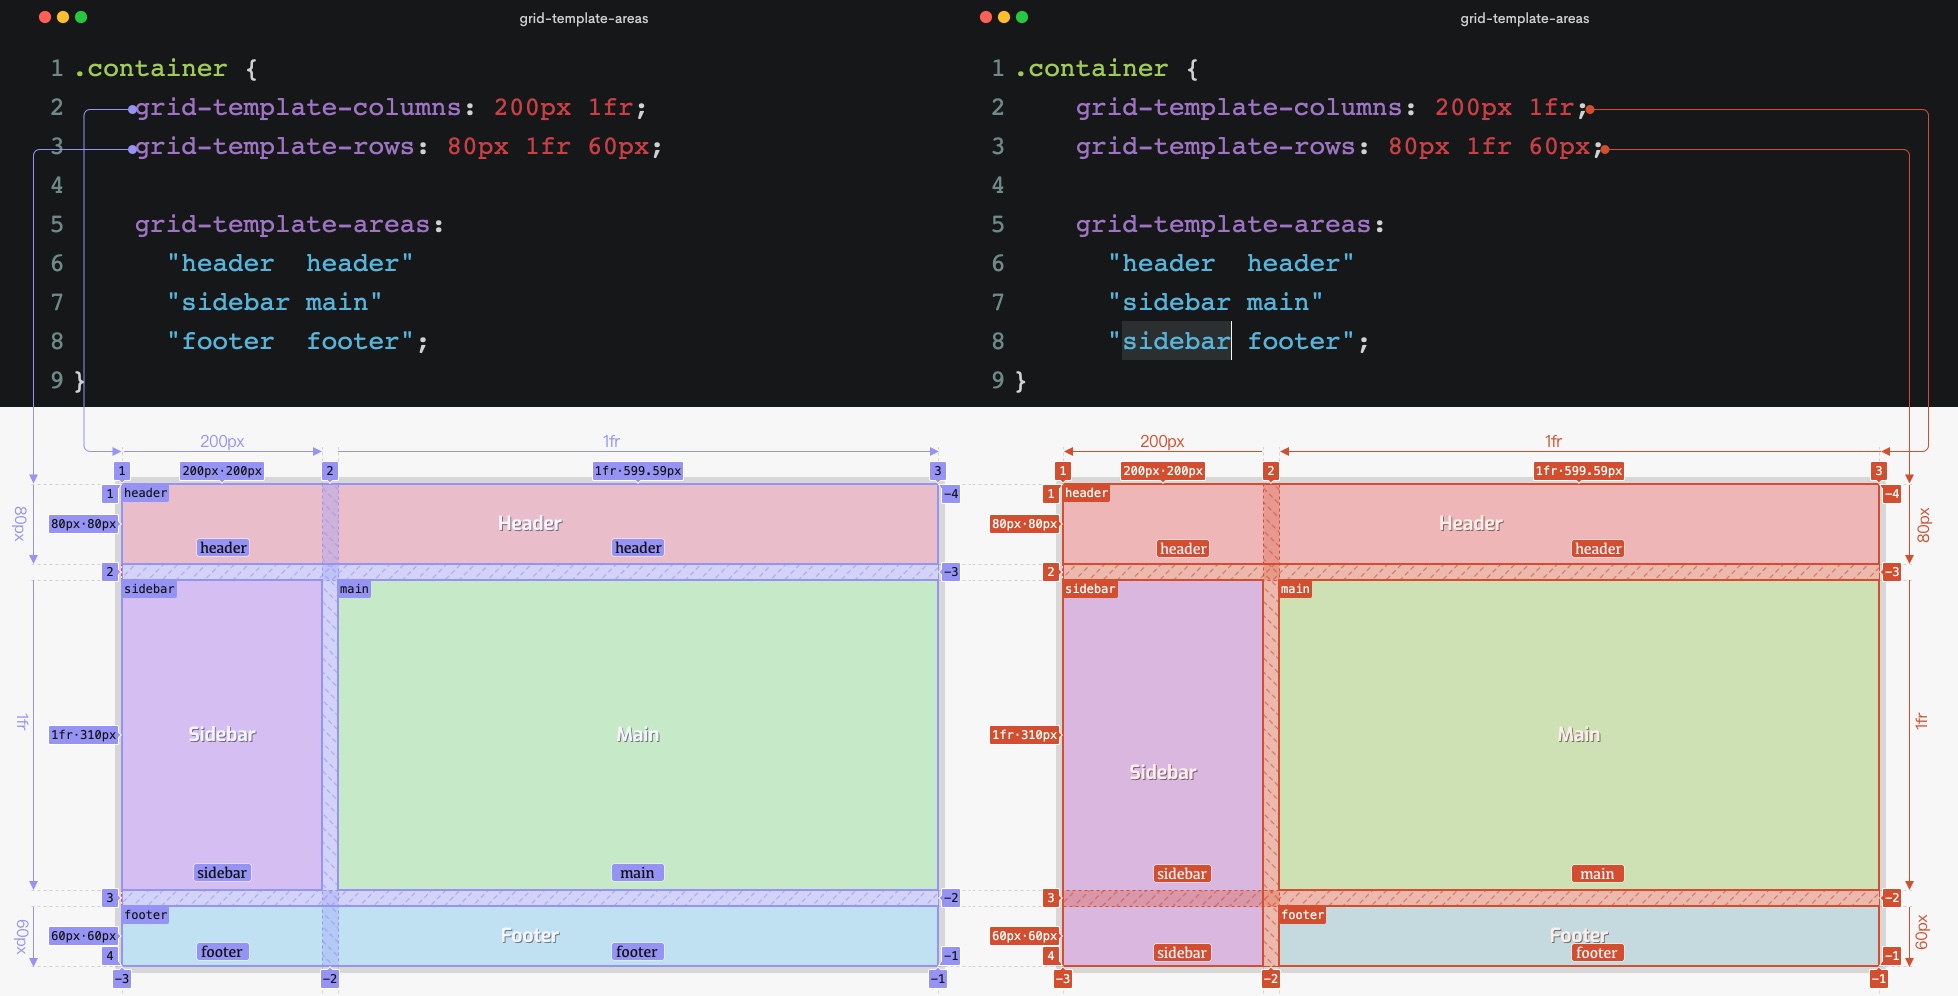 grid-template-areas
1 .container {
2 grid-template-columns: 200px 1fr;
3 grid-template-rows: 80px 1fr 60px;
4
5 grid-template-areas:
6 "header  header"
7 "sidebar main"
8 "footer  footer";
9 }
200px 1fr
1 200px·200px 2 1fr·599.59px 3
1 header −4
80px
80px·80px Header
header header
2 −3
sidebar main
1fr
1fr·310px Sidebar Main
sidebar main
3 −2
footer
60px
60px·60px Footer
4 footer footer −1
−3 −2 −1
grid-template-areas
1 .container {
2 grid-template-columns: 200px 1fr;
3 grid-template-rows: 80px 1fr 60px;
4
5 grid-template-areas:
6 "header  header"
7 "sidebar main"
8 "sidebar footer";
9 }
200px 1fr
1 200px·200px 2 1fr·599.59px 3
1 header −4
80px·80px Header 80px
header header
2 −3
sidebar main
1fr·310px Main 1fr
Sidebar
sidebar main
3 −2
footer
60px·60px Footer 60px
4 sidebar footer −1
−3 −2 −1